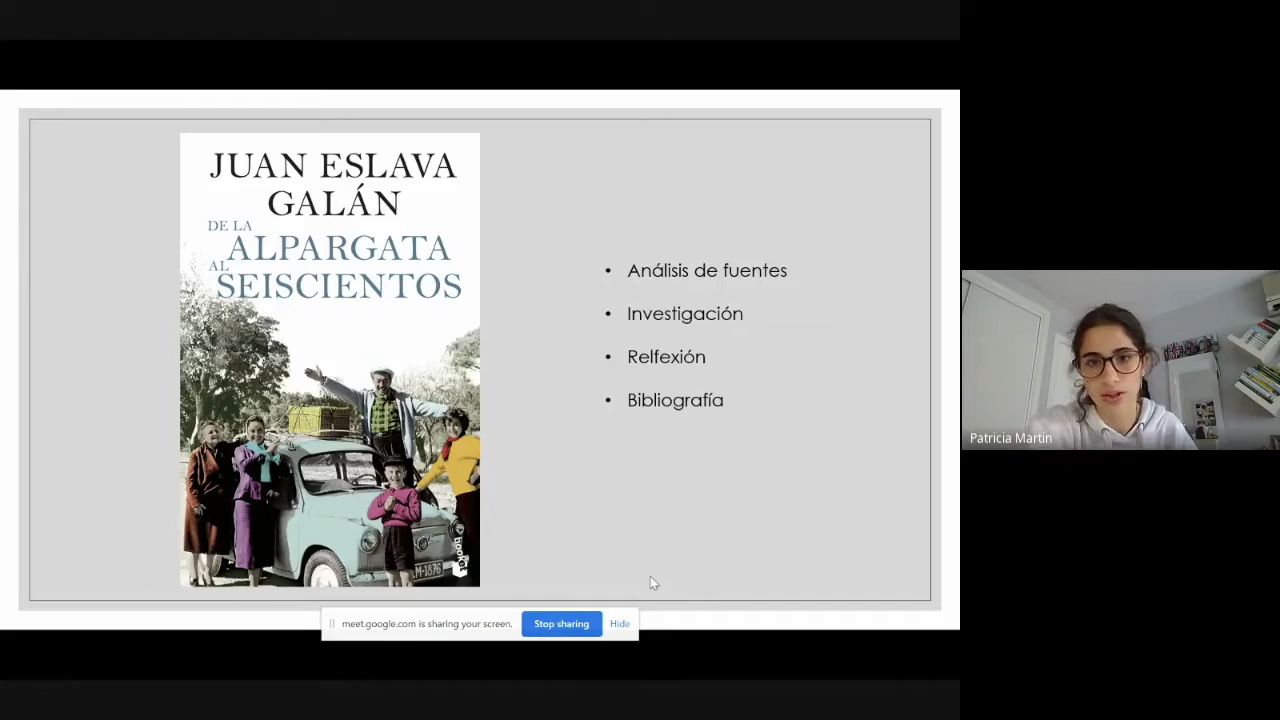 JUAN ESLAVA
GALÁN
DE LA
ALPARGATA
AL
SEISCIENTOS
• Análisis de fuentes
• Investigación
• Relfexión
• Bibliografía
M-1876
booket
meet.google.com is sharing your screen.
Stop sharing
Hide
Patricia Martin